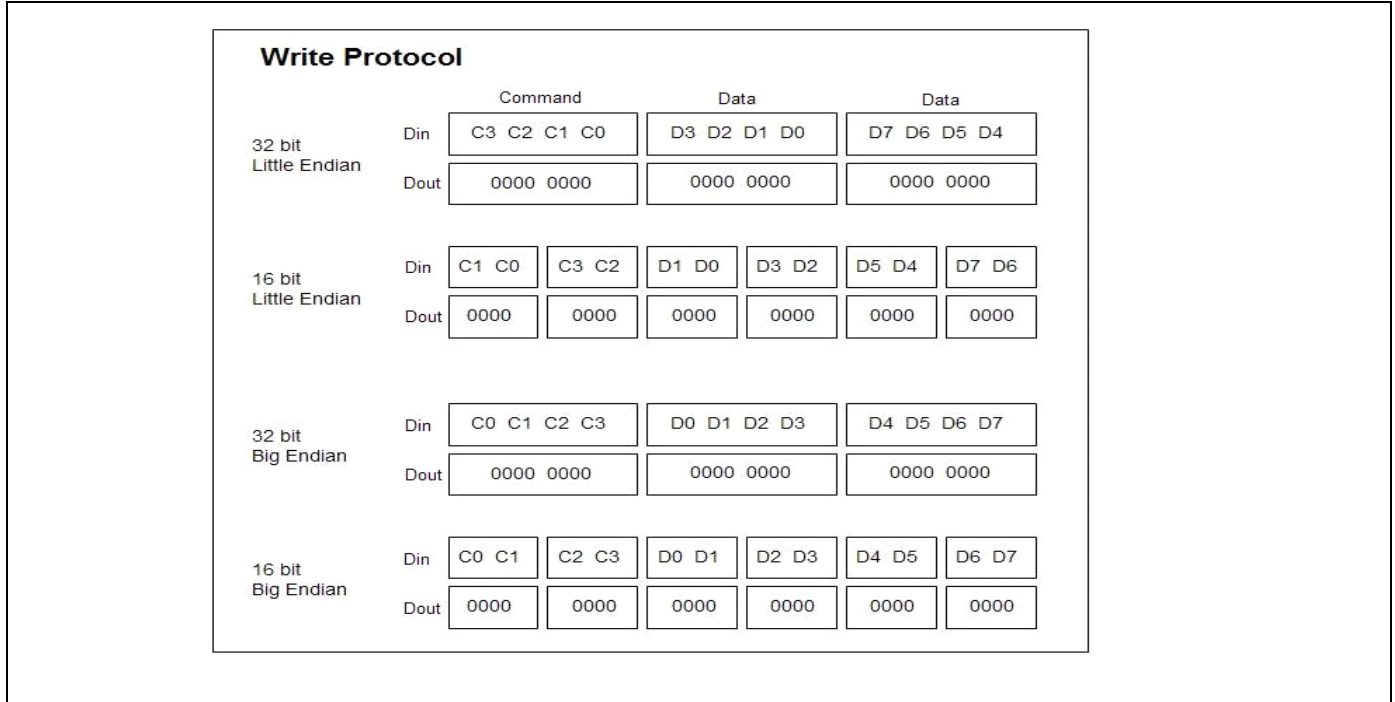 Write Protocol
Command Data Data
32 bit
Little Endian
Din C3 C2 C1 C0 D3 D2 D1 D0 D7 D6 D5 D4
Dout 0000 0000 0000 0000 0000 0000
16 bit
Little Endian
Din C1 C0 C3 C2 D1 D0 D3 D2 D5 D4 D7 D6
Dout 0000 0000 0000 0000 0000 0000
32 bit
Big Endian
Din C0 C1 C2 C3 D0 D1 D2 D3 D4 D5 D6 D7
Dout 0000 0000 0000 0000 0000 0000
16 bit
Big Endian
Din C0 C1 C2 C3 D0 D1 D2 D3 D4 D5 D6 D7
Dout 0000 0000 0000 0000 0000 0000